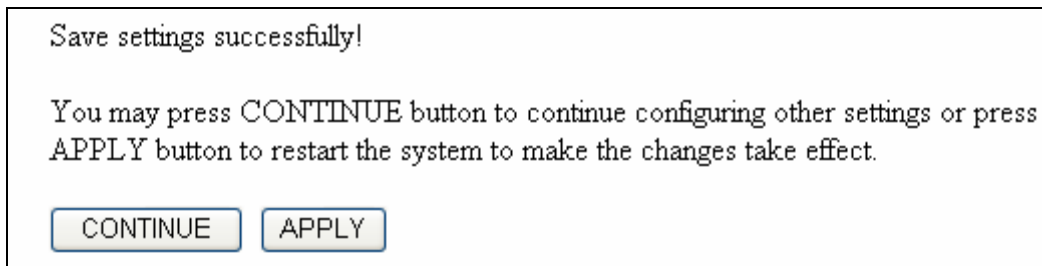 Save settings successfully!
You may press CONTINUE button to continue configuring other settings or press
APPLY button to restart the system to make the changes take effect.
CONTINUE APPLY